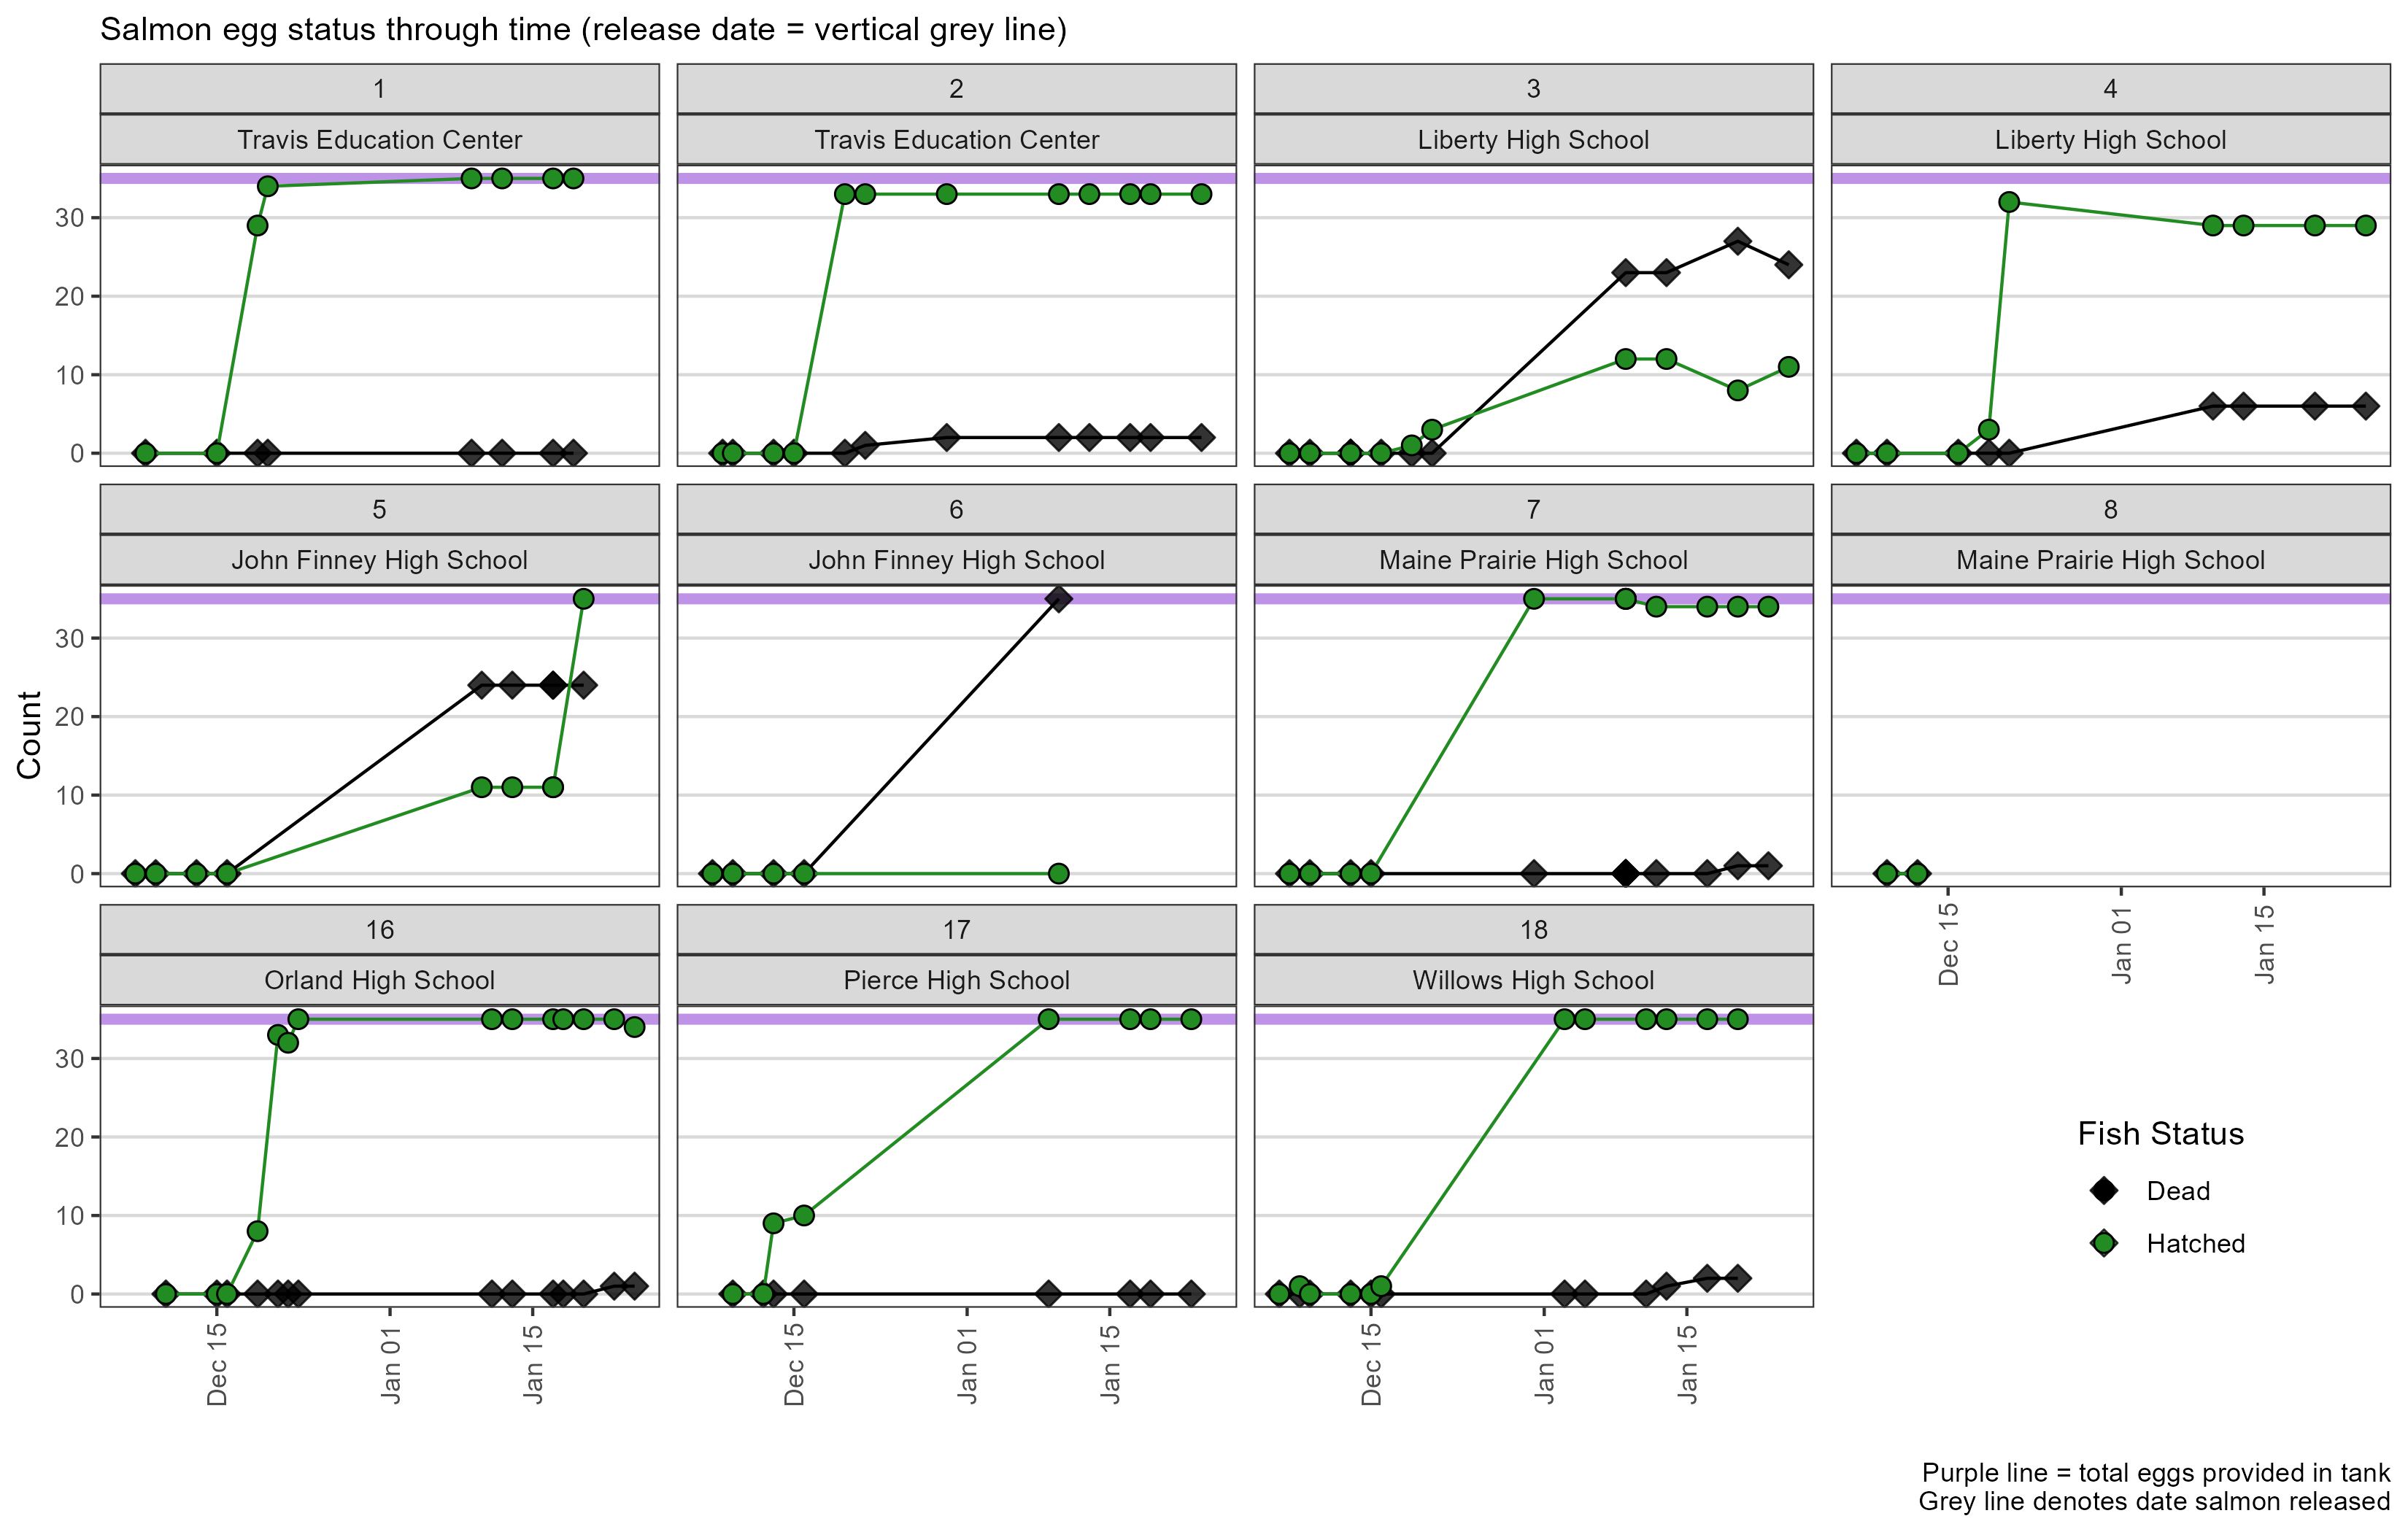 Salmon egg status through time (release date = vertical grey line)
1
2
3
4
Travis Education Center
Travis Education Center
Liberty High School
Liberty High School
30
20
10
0
5
6
7
8
John Finney High School
John Finney High School
Maine Prairie High School
Maine Prairie High School
Count
30
20
10
0
Dec 15
Jan 01
Jan 15
16
17
18
Orland High School
Pierce High School
Willows High School
30
20
10
0
Dec 15
Jan 01
Jan 15
Dec 15
Jan 01
Jan 15
Dec 15
Jan 01
Jan 15
Fish Status
Dead
Hatched
Purple line = total eggs provided in tank
Grey line denotes date salmon released